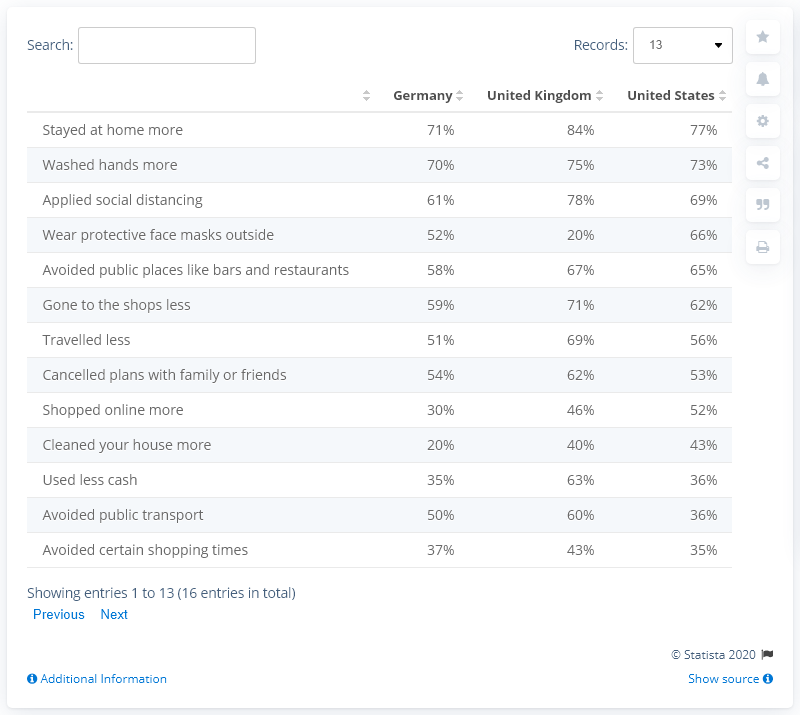 Search:
Records: 13
Germany United Kingdom United States
Stayed at home more 71% 84% 77%
Washed hands more 70% 75% 73%
Applied social distancing 61% 78% 69%
Wear protective face masks outside 52% 20% 66%
Avoided public places like bars and restaurants 58% 67% 65%
Gone to the shops less 59% 71% 62%
Travelled less 51% 69% 56%
Cancelled plans with family or friends 54% 62% 53%
Shopped online more 30% 46% 52%
Cleaned your house more 20% 40% 43%
Used less cash 35% 63% 36%
Avoided public transport 50% 60% 36%
Avoided certain shopping times 37% 43% 35%
Showing entries 1 to 13 (16 entries in total)
Previous Next
© Statista 2020
Additional Information Show source